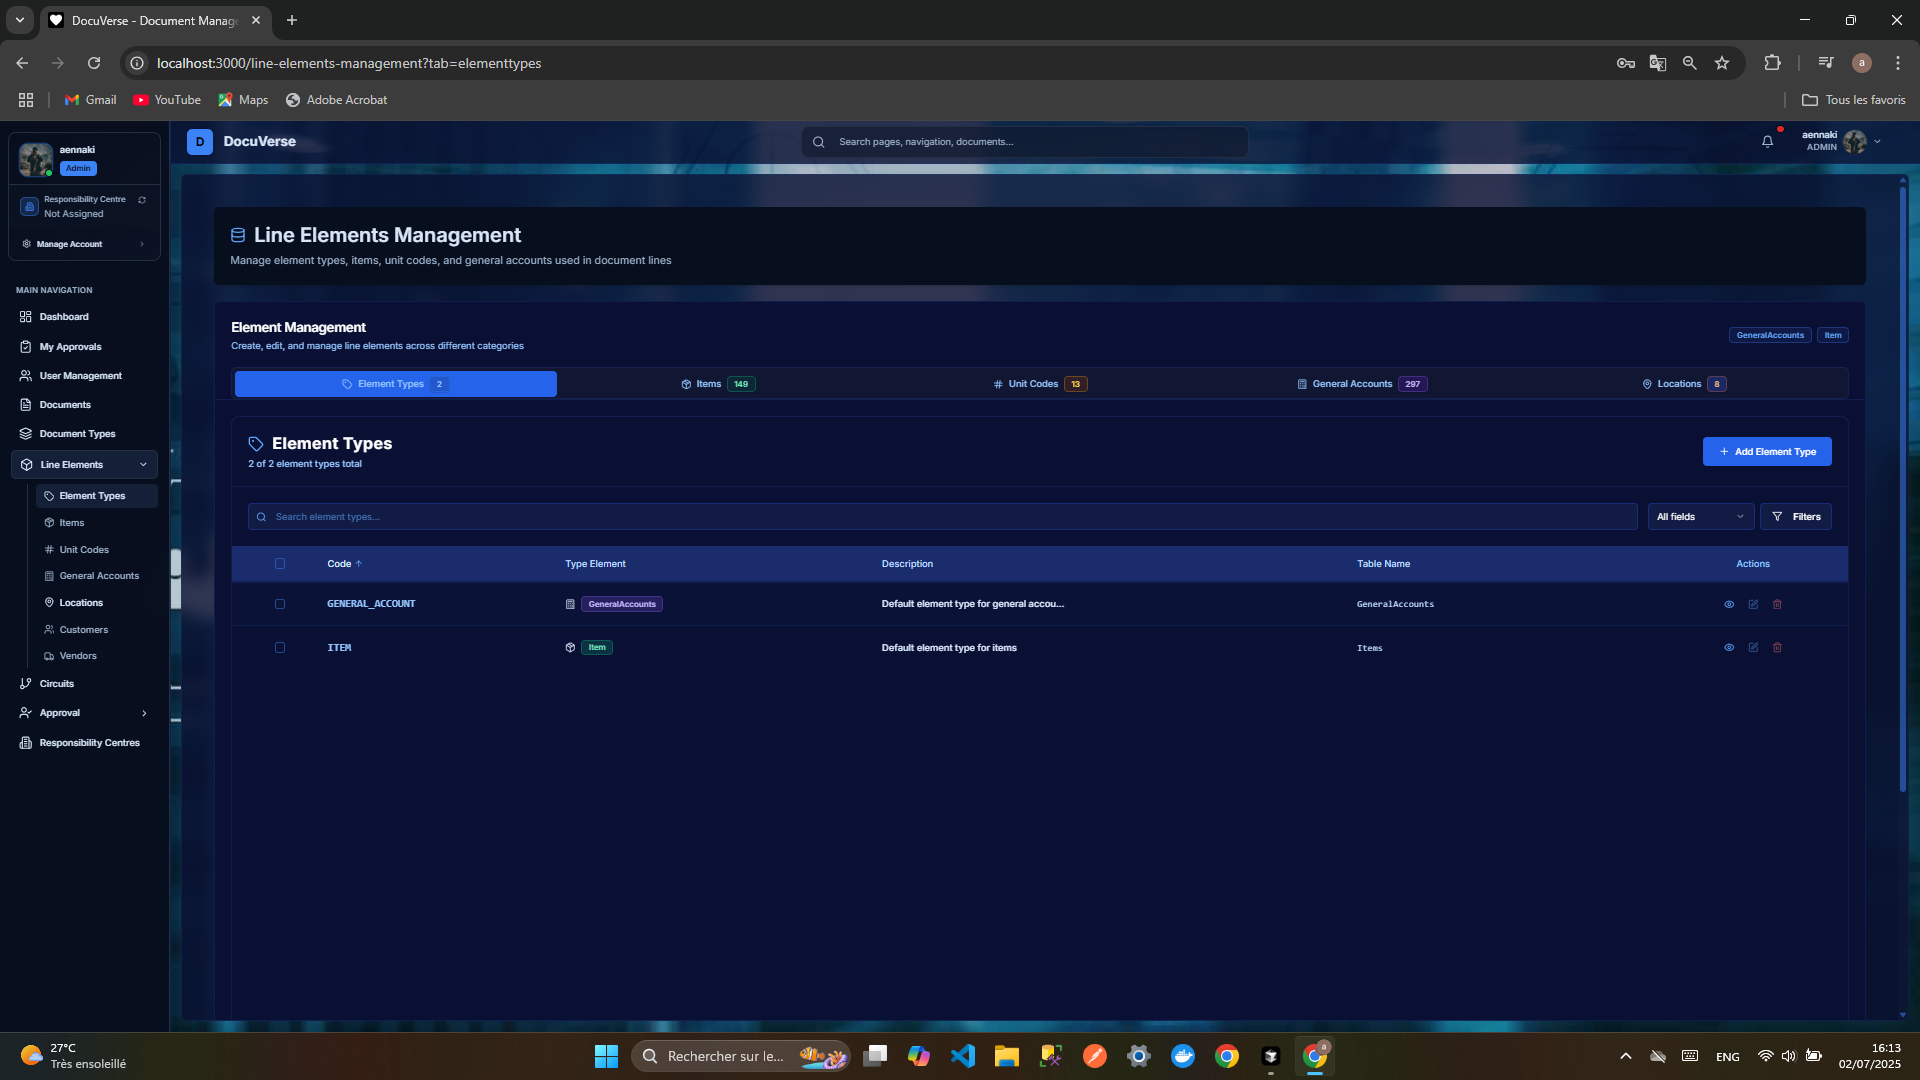 DocuVerse - Document Manag
localhost:3000/line-elements-management?tab=elementtypes
a
Gmail
YouTube
Maps
Adobe Acrobat
Tous les favoris
aennaki
Admin
Responsibility Centre
Not Assigned
Manage Account
MAIN NAVIGATION
Dashboard
My Approvals
User Management
Documents
Document Types
Line Elements
Element Types
Items
Unit Codes
General Accounts
Locations
Customers
Vendors
Circuits
Approval
Responsibility Centres
D
DocuVerse
Search pages, navigation, documents...
aennaki
ADMIN
Line Elements Management
Manage element types, items, unit codes, and general accounts used in document lines
Element Management
Create, edit, and manage line elements across different categories
GeneralAccounts
Item
Element Types 2
Items 149
Unit Codes 13
General Accounts 297
Locations 8
Element Types
2 of 2 element types total
Add Element Type
Search element types...
All fields
Filters
Code
Type Element
Description
Table Name
Actions
GENERAL_ACCOUNT
GeneralAccounts
Default element type for general accou...
GeneralAccounts
ITEM
Item
Default element type for items
Items
27°C
Très ensoleillé
Rechercher sur le...
a
ENG
16:13
02/07/2025